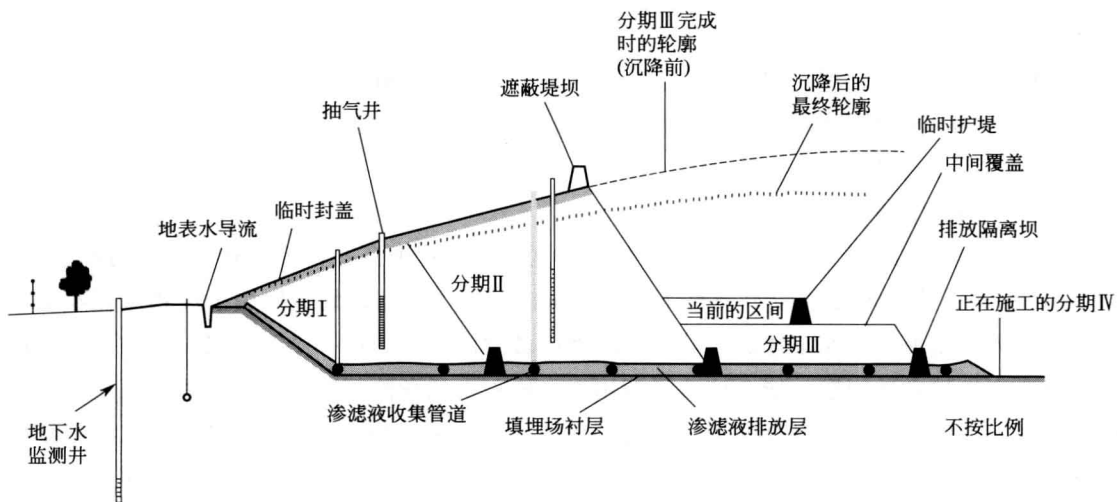 分期Ⅲ完成
时的轮廓
(沉降前)
沉降后的
最终轮廓
遮蔽堤坝
抽气井
临时护堤
中间覆盖
临时封盖
地表水导流
排放隔离坝
分期Ⅱ
分期Ⅰ
当前的区间
正在施工的分期Ⅳ
分期Ⅲ
渗滤液收集管道
填埋场衬层
渗滤液排放层
不按比例
地下水
监测井